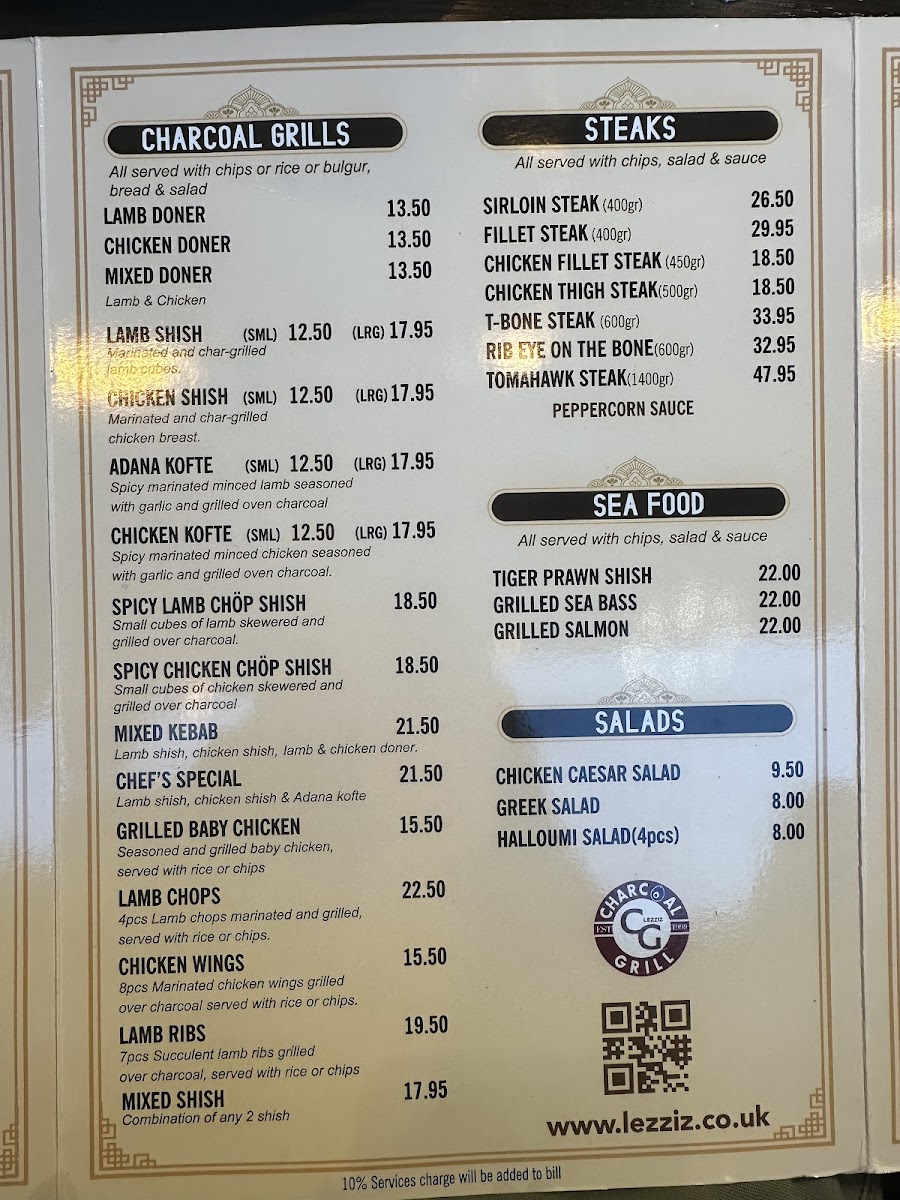 CHARCOAL GRILLS
All served with chips or rice or bulgur,
bread & salad
LAMB DONER 13.50
CHICKEN DONER 13.50
MIXED DONER 13.50
Lamb & Chicken
LAMB SHISH (SML) 12.50 (LRG) 17.95
Marinated and char-grilled
lamb cubes.
CHICKEN SHISH (SML) 12.50 (LRG) 17.95
Marinated and char-grilled
chicken breast.
ADANA KOFTE (SML) 12.50 (LRG) 17.95
Spicy marinated minced lamb seasoned
with garlic and grilled oven charcoal
CHICKEN KOFTE (SML) 12.50 (LRG) 17.95
Spicy marinated minced chicken seasoned
with garlic and grilled oven charcoal.
SPICY LAMB CHÖP SHISH 18.50
Small cubes of lamb skewered and
grilled over charcoal.
SPICY CHICKEN CHÖP SHISH 18.50
Small cubes of chicken skewered and
grilled over charcoal
MIXED KEBAB 21.50
Lamb shish, chicken shish, lamb & chicken doner.
CHEF'S SPECIAL 21.50
Lamb shish, chicken shish & Adana kofte
GRILLED BABY CHICKEN 15.50
Seasoned and grilled baby chicken,
served with rice or chips
LAMB CHOPS 22.50
4pcs Lamb chops marinated and grilled,
served with rice or chips.
CHICKEN WINGS 15.50
8pcs Marinated chicken wings grilled
over charcoal served with rice or chips.
LAMB RIBS 19.50
7pcs Succulent lamb ribs grilled
over charcoal, served with rice or chips
MIXED SHISH 17.95
Combination of any 2 shish
STEAKS
All served with chips, salad & sauce
SIRLOIN STEAK (400gr) 26.50
FILLET STEAK (400gr) 29.95
CHICKEN FILLET STEAK (450gr) 18.50
CHICKEN THIGH STEAK(500gr) 18.50
T-BONE STEAK (600gr) 33.95
RIB EYE ON THE BONE(600gr) 32.95
TOMAHAWK STEAK(1400gr) 47.95
PEPPERCORN SAUCE
SEA FOOD
All served with chips, salad & sauce
TIGER PRAWN SHISH 22.00
GRILLED SEA BASS 22.00
GRILLED SALMON 22.00
SALADS
CHICKEN CAESAR SALAD 9.50
GREEK SALAD 8.00
HALLOUMI SALAD(4pcs) 8.00
CHARCOAL
LEZZIZ
CG
EST 1999
GRILL
www.lezziz.co.uk
10% Services charge will be added to bill